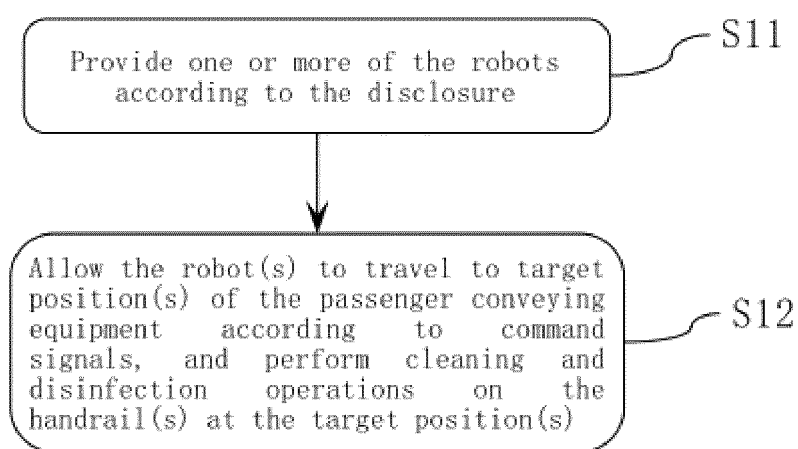 Provide one or more of the robots
according to the disclosure
S11
Allow the robot(s) to travel to target
position(s) of the passenger conveying
equipment according to command
signals, and perform cleaning and
disinfection operations on the
handrail(s) at the target position(s)
S12